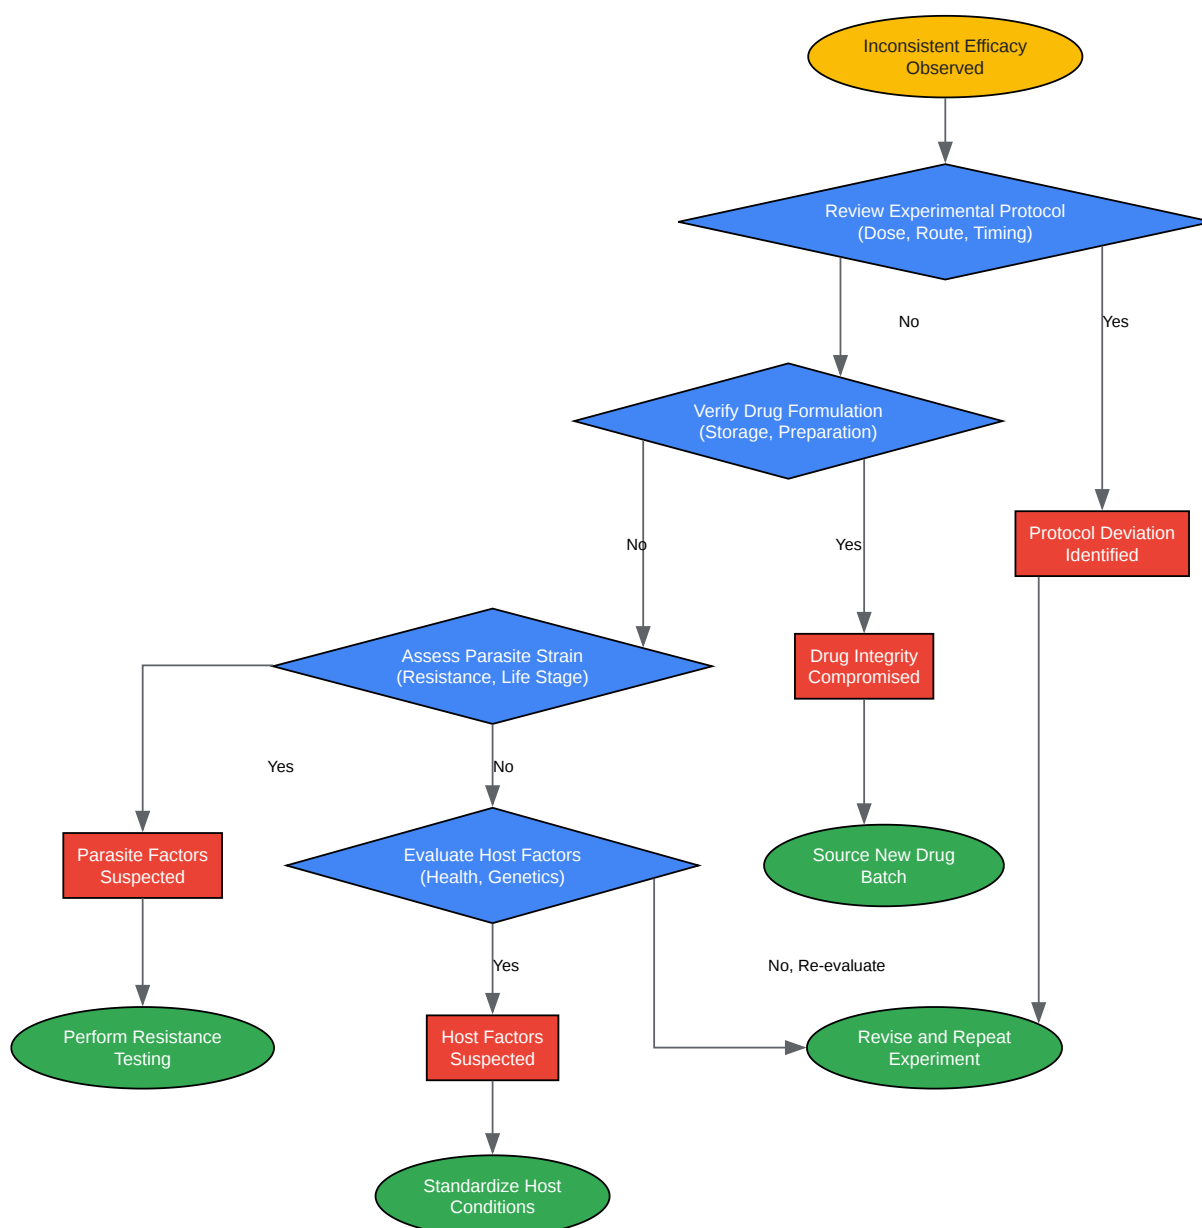 Inconsistent Efficacy
Observed
Review Experimental Protocol
(Dose, Route, Timing)
No
Yes
Verify Drug Formulation
(Storage, Preparation)
No
Yes
Protocol Deviation
Identified
Assess Parasite Strain
(Resistance, Life Stage)
Drug Integrity
Compromised
Yes
No
Parasite Factors
Suspected
Evaluate Host Factors
(Health, Genetics)
Source New Drug
Batch
Yes
No, Re-evaluate
Perform Resistance
Testing
Host Factors
Suspected
Revise and Repeat
Experiment
Standardize Host
Conditions